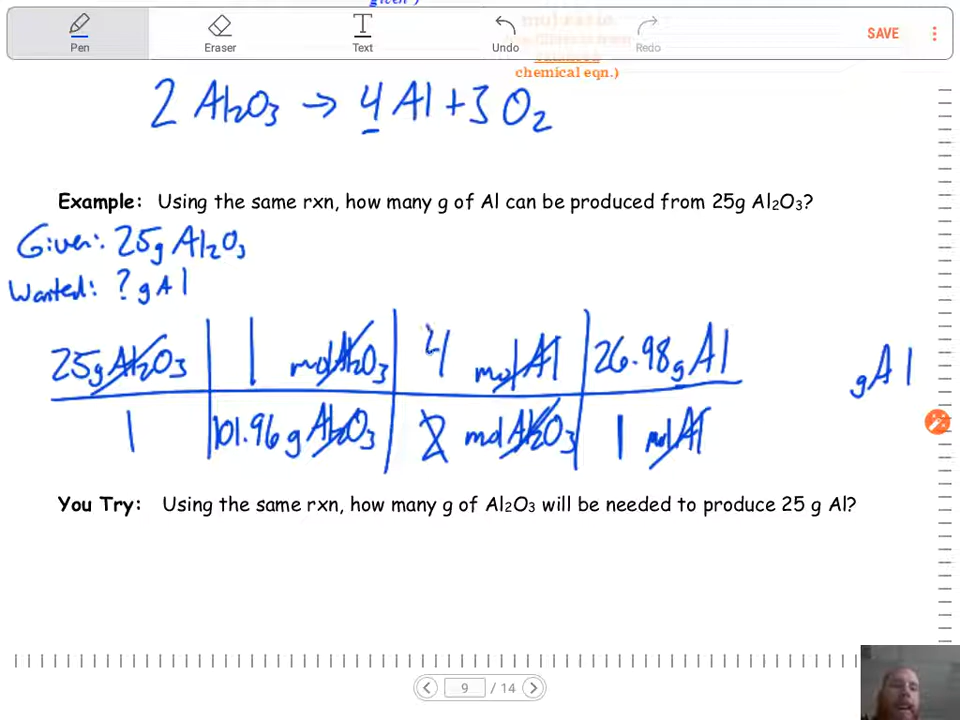 given )
Pen Eraser Text Undo Redo SAVE
mol ratio
chemical eqn.)
2 Al₂O₃ → 4 Al + 3 O₂
Example: Using the same rxn, how many g of Al can be produced from 25g Al₂O₃?
Given: 25g Al₂O₃
Wanted: ? g Al
25g Al₂O₃ | 1 mol Al₂O₃ | 4 mol Al | 26.98 g Al g Al
1 | 101.96 g Al₂O₃ | 2 mol Al₂O₃ | 1 mol Al
You Try: Using the same rxn, how many g of Al₂O₃ will be needed to produce 25 g Al?
9 / 14